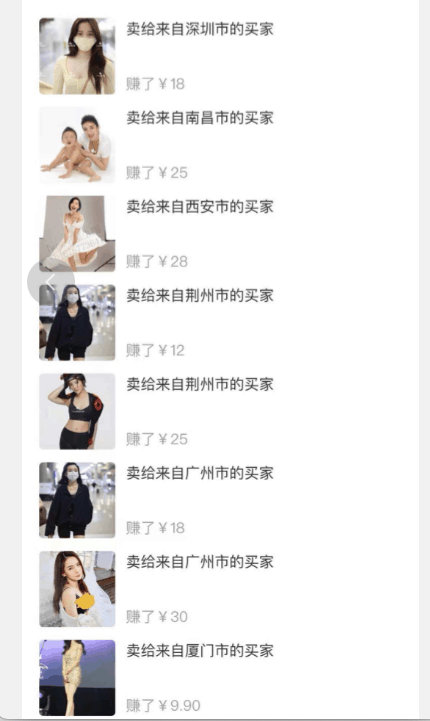 卖给来自深圳市的买家
赚了￥18
卖给来自南昌市的买家
赚了￥25
卖给来自西安市的买家
赚了￥28
卖给来自荆州市的买家
赚了￥12
卖给来自荆州市的买家
赚了￥25
卖给来自广州市的买家
赚了￥18
卖给来自广州市的买家
赚了￥30
卖给来自厦门市的买家
赚了￥9.90